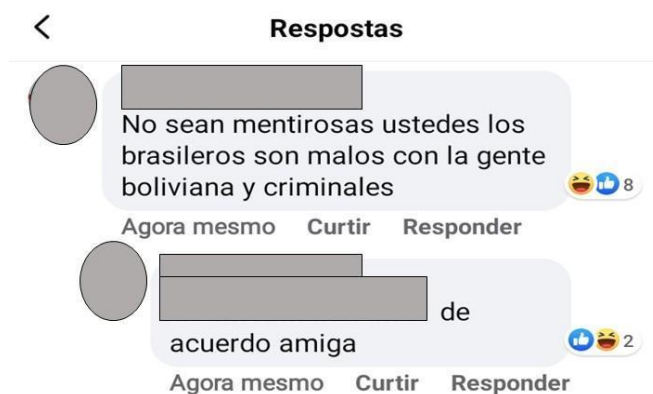 Respostas
No sean mentirosas ustedes los
brasileros son malos con la gente
boliviana y criminales
8
Agora mesmo Curtir Responder
de
acuerdo amiga
2
Agora mesmo Curtir Responder